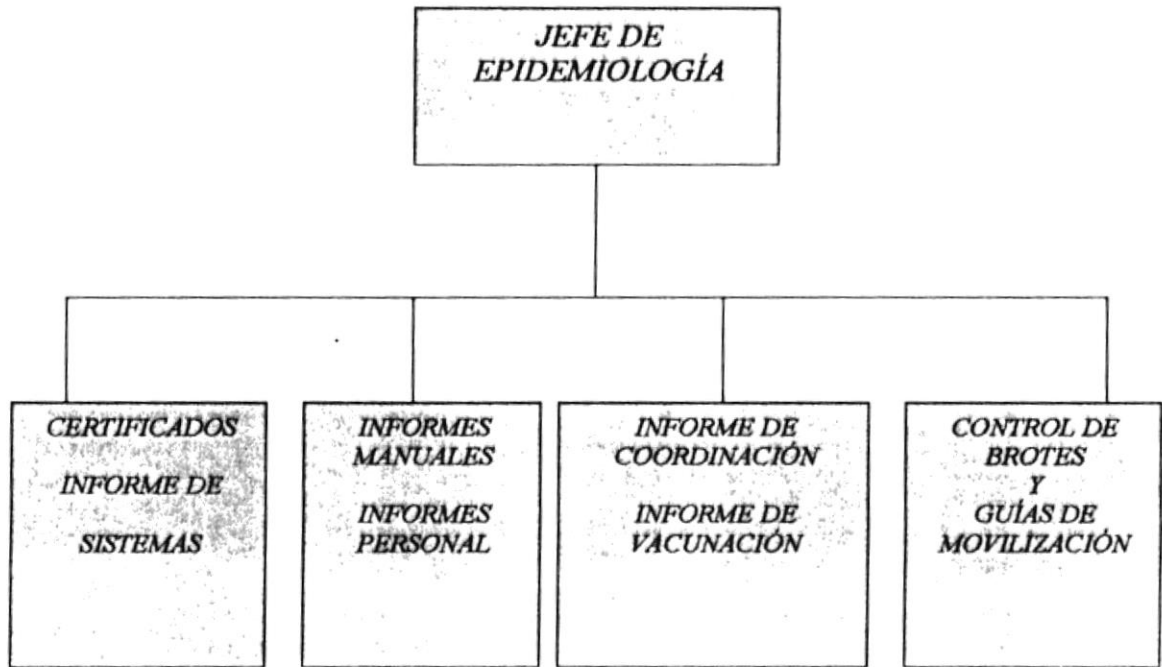 JEFE DE
EPIDEMIOLOGÍA
CERTIFICADOS
INFORME DE
SISTEMAS
INFORMES
MANUALES
INFORMES
PERSONAL
INFORME DE
COORDINACIÓN
INFORME DE
VACUNACIÓN
CONTROL DE
BROTES
Y
GUÍAS DE
MOVILIZACIÓN